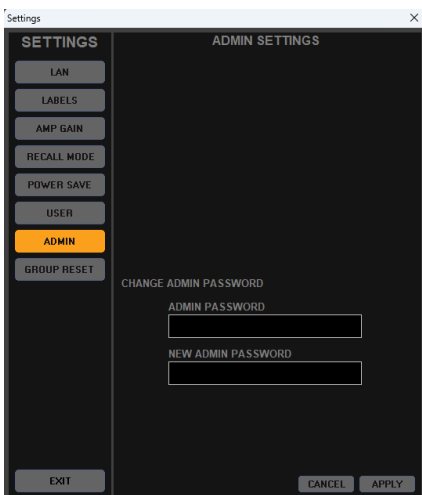 Settings
SETTINGS
LAN
LABELS
AMP GAIN
RECALL MODE
POWER SAVE
USER
ADMIN
GROUP RESET
EXIT
ADMIN SETTINGS
CHANGE ADMIN PASSWORD
ADMIN PASSWORD
NEW ADMIN PASSWORD
CANCEL
APPLY